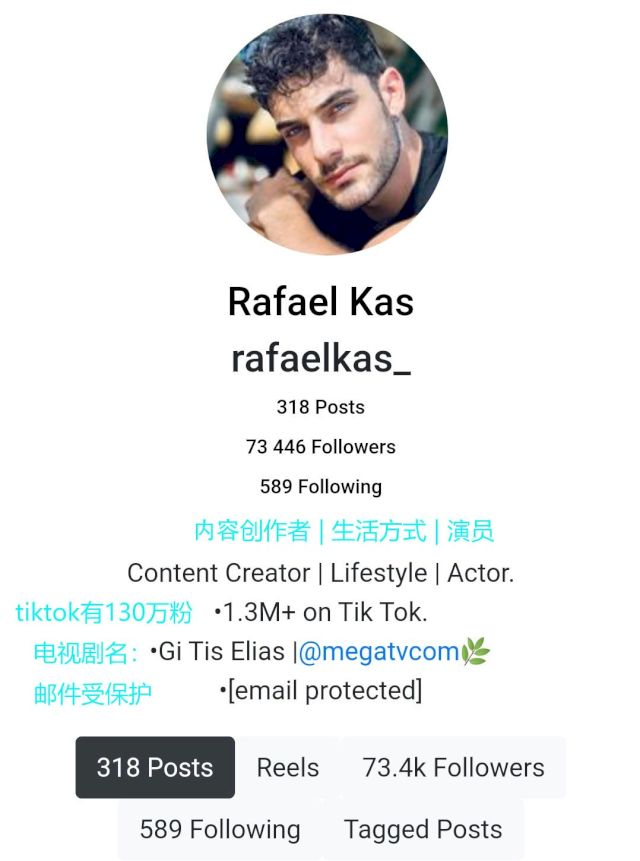 Rafael Kas
rafaelkas_
318 Posts
73 446 Followers
589 Following
内容创作者 | 生活方式 | 演员
Content Creator | Lifestyle | Actor.
tiktok有130万粉 •1.3M+ on Tik Tok.
电视剧名： •Gi Tis Elias |@megatvcom🌿
邮件受保护 •[email protected]
318 Posts Reels 73.4k Followers
589 Following Tagged Posts